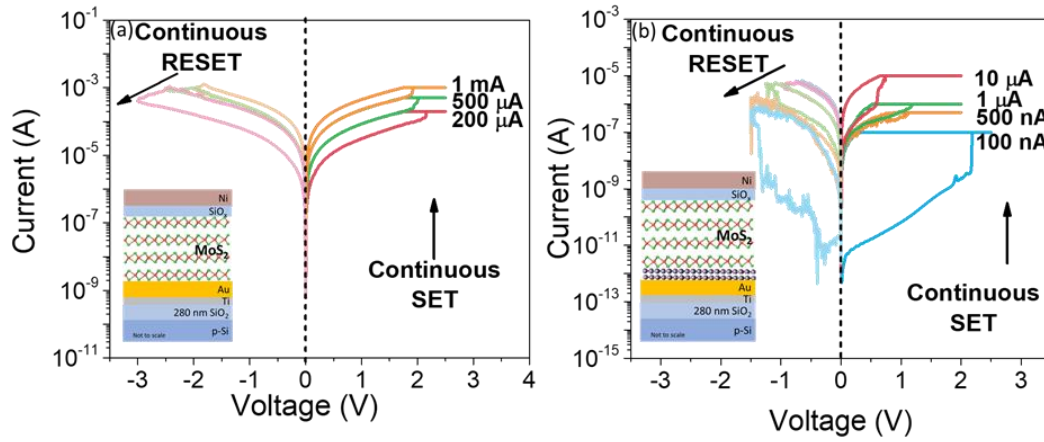 (a)
Continuous
RESET
1 mA
500 µA
200 µA
Continuous
SET
Ni
SiOₓ
MoS₂
Au
Ti
280 nm SiO₂
p-Si
Not to scale
Current (A)
10⁻¹
10⁻³
10⁻⁵
10⁻⁷
10⁻⁹
10⁻¹¹
-3 -2 -1 0 1 2 3 4
Voltage (V)
(b)
Continuous
RESET
10 µA
1 µA
500 nA
100 nA
Continuous
SET
Ni
SiOₓ
MoS₂
Au
Ti
280 nm SiO₂
p-Si
Not to scale
Current (A)
10⁻¹
10⁻³
10⁻⁵
10⁻⁷
10⁻⁹
10⁻¹¹
10⁻¹³
10⁻¹⁵
-3 -2 -1 0 1 2 3
Voltage (V)